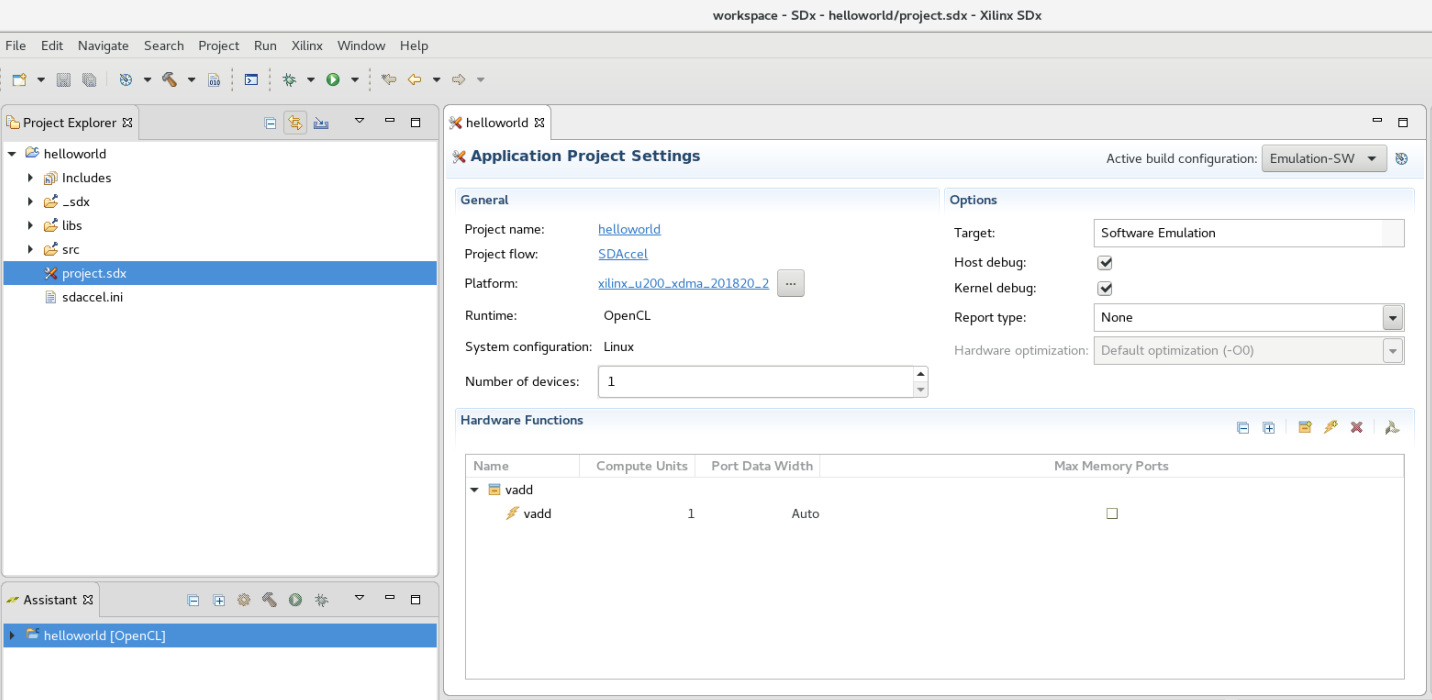 workspace - SDx - helloworld/project.sdx - Xilinx SDx
File Edit Navigate Search Project Run Xilinx Window Help
010
Project Explorer
helloworld
Includes
_sdx
libs
src
project.sdx
sdaccel.ini
Assistant
helloworld [OpenCL]
helloworld
Application Project Settings
Active build configuration: Emulation-SW
General
Project name: helloworld
Project flow: SDAccel
Platform: xilinx_u200_xdma_201820_2 ...
Runtime: OpenCL
System configuration: Linux
Number of devices: 1
Options
Target: Software Emulation
Host debug:
Kernel debug:
Report type: None
Hardware optimization: Default optimization (-O0)
Hardware Functions
Name Compute Units Port Data Width Max Memory Ports
vadd
vadd 1 Auto